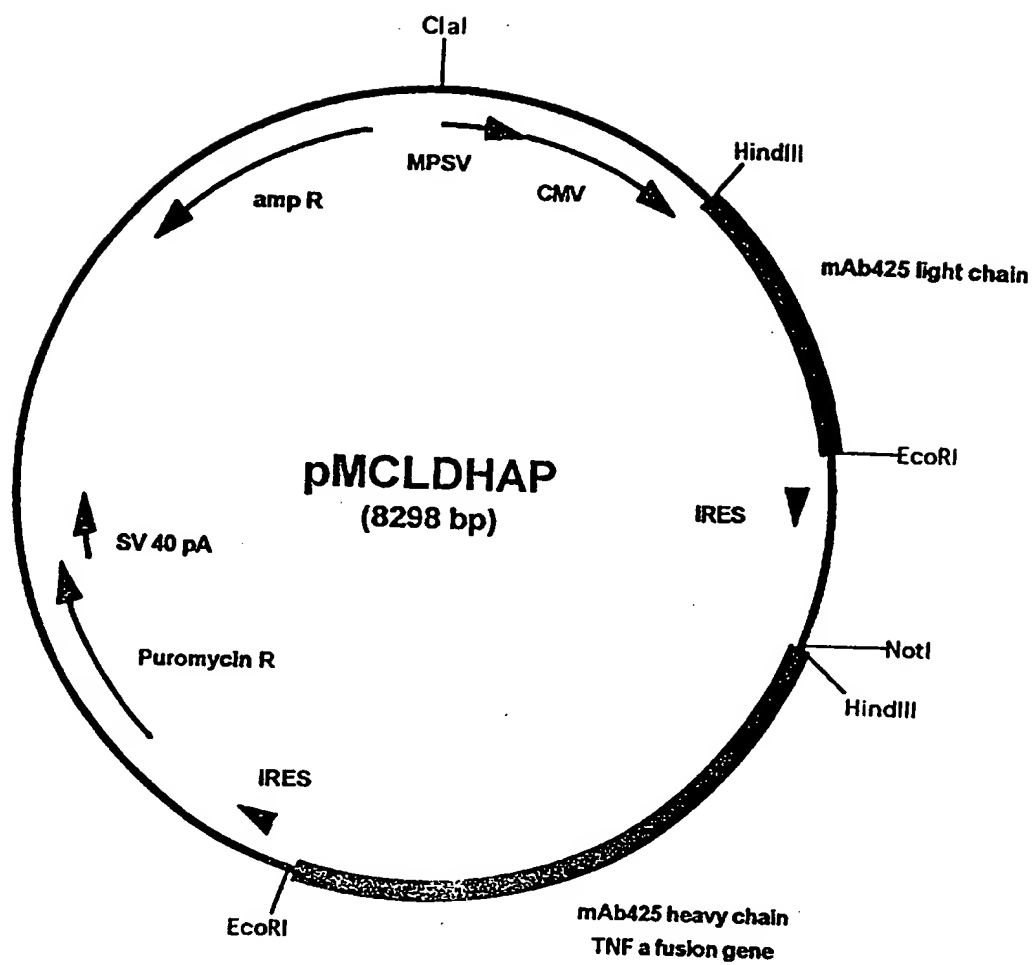 ClaI
HindIII
MPSV
CMV
amp R
mAb425 light chain
EcoRI
pMCLDHAP
(8298 bp)
IRES
SV 40 pA
Puromycin R
NotI
HindIII
IRES
EcoRI
mAb425 heavy chain
TNF a fusion gene